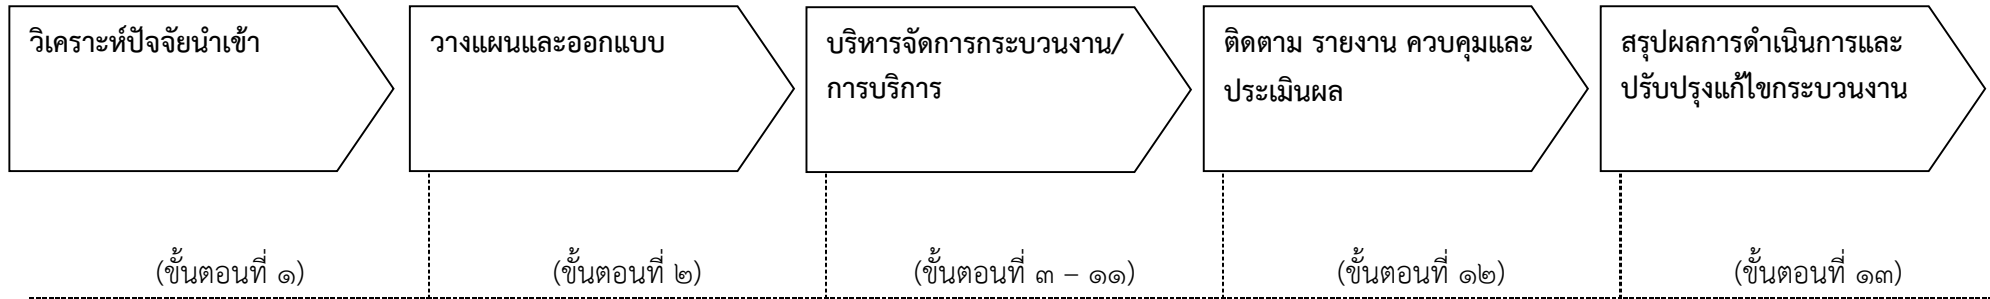 วิเคราะห์ปัจจัยนำเข้า
วางแผนและออกแบบ
บริหารจัดการกระบวนงาน/
การบริการ
ติดตาม รายงาน ควบคุมและ
ประเมินผล
สรุปผลการดำเนินการและ
ปรับปรุงแก้ไขกระบวนงาน
(ขั้นตอนที่ ๑)
(ขั้นตอนที่ ๒)
(ขั้นตอนที่ ๓ – ๑๑)
(ขั้นตอนที่ ๑๒)
(ขั้นตอนที่ ๑๓)